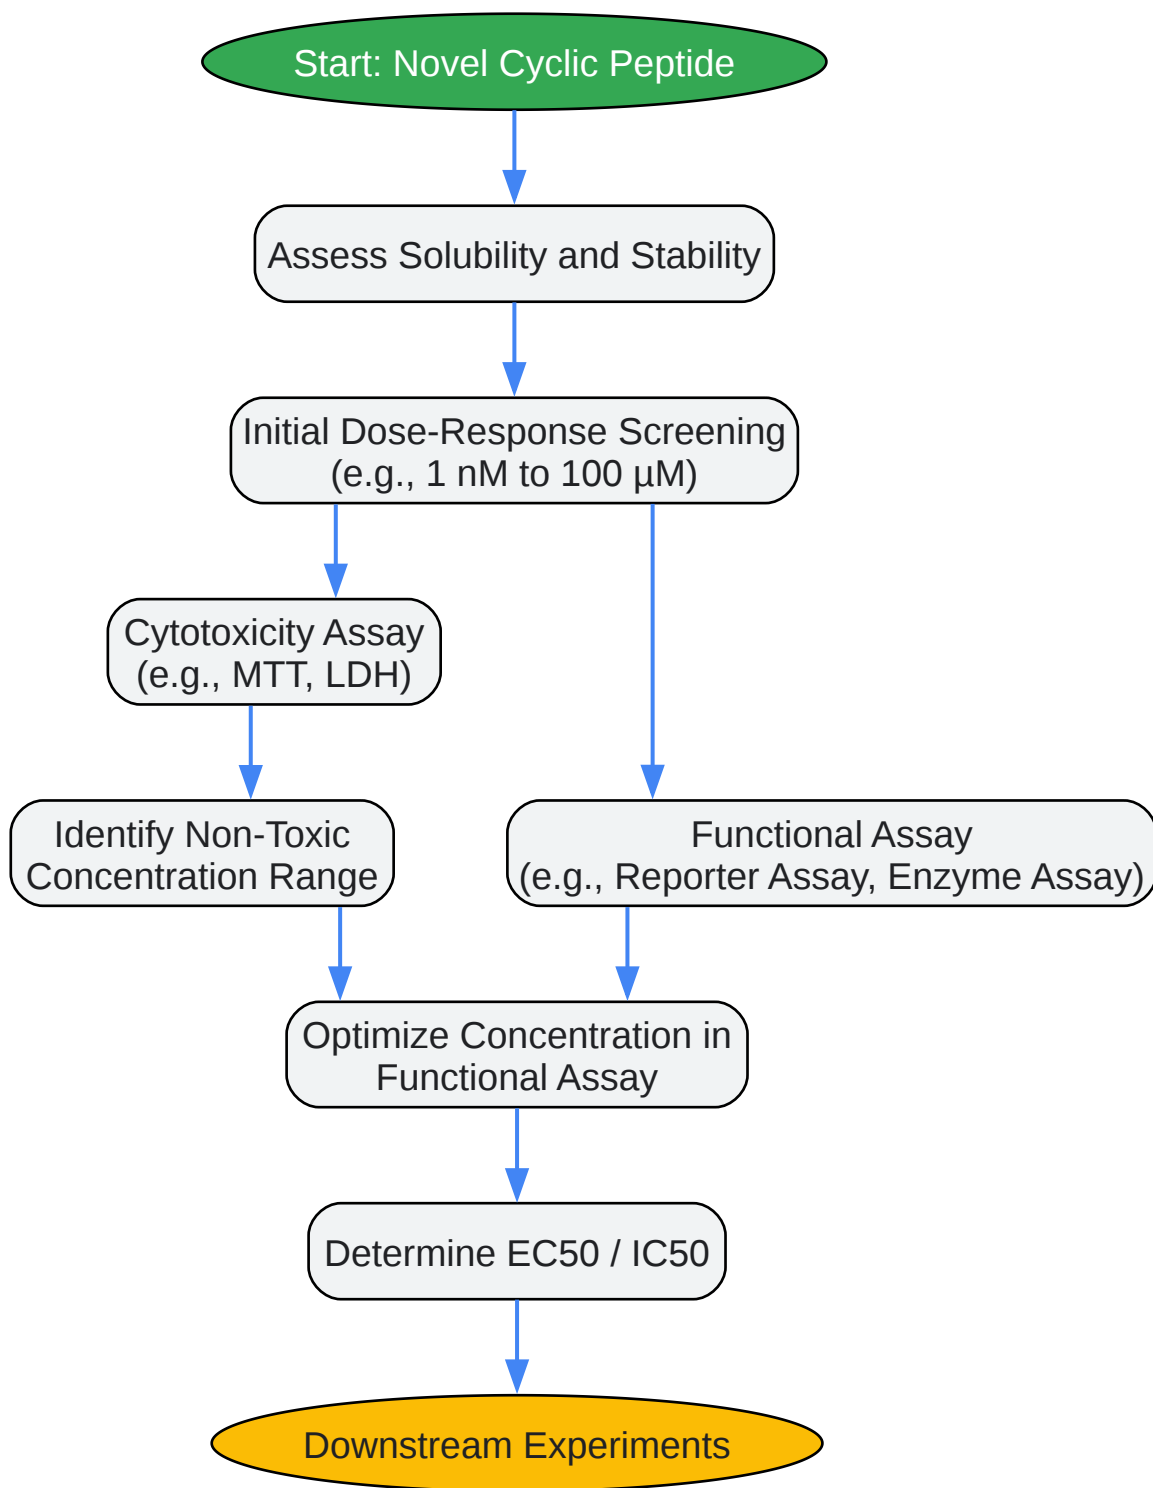 Start: Novel Cyclic Peptide
Assess Solubility and Stability
Initial Dose-Response Screening
(e.g., 1 nM to 100 µM)
Cytotoxicity Assay
(e.g., MTT, LDH)
Identify Non-Toxic
Concentration Range
Functional Assay
(e.g., Reporter Assay, Enzyme Assay)
Optimize Concentration in
Functional Assay
Determine EC50 / IC50
Downstream Experiments